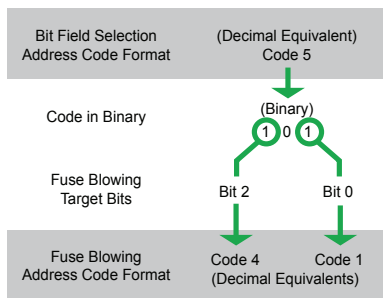 Bit Field Selection
Address Code Format
(Decimal Equivalent)
Code 5
Code in Binary
(Binary)
1 0 1
Fuse Blowing
Target Bits
Bit 2
Bit 0
Fuse Blowing
Address Code Format
Code 4
Code 1
(Decimal Equivalents)